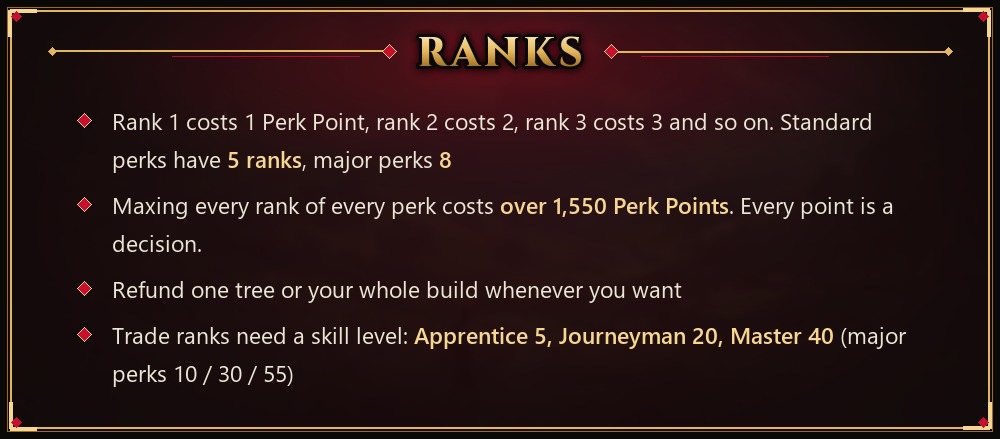 RANKS
Rank 1 costs 1 Perk Point, rank 2 costs 2, rank 3 costs 3 and so on. Standard
perks have 5 ranks, major perks 8
Maxing every rank of every perk costs over 1,550 Perk Points. Every point is a
decision.
Refund one tree or your whole build whenever you want
Trade ranks need a skill level: Apprentice 5, Journeyman 20, Master 40 (major
perks 10 / 30 / 55)